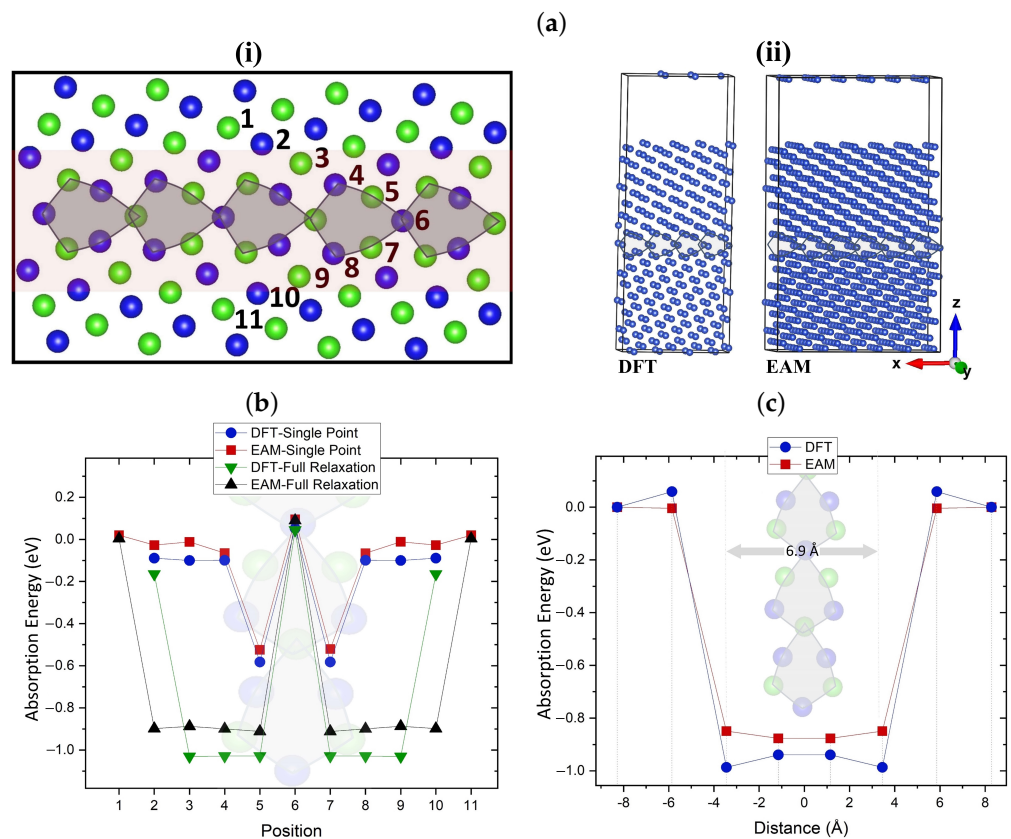 (a)
(i)
(ii)
1
2
3
4
5
6
7
8
9
10
11
DFT
EAM
z
x
y
(b)
(c)
DFT-Single Point
EAM-Single Point
DFT-Full Relaxation
EAM-Full Relaxation
Absorption Energy (eV)
0.2
0.0
−0.2
−0.4
−0.6
−0.8
−1.0
1 2 3 4 5 6 7 8 9 10 11
Position
DFT
EAM
6.9 Å
Absorption Energy (eV)
0.0
−0.2
−0.4
−0.6
−0.8
−1.0
-8 -6 -4 -2 0 2 4 6 8
Distance (Å)